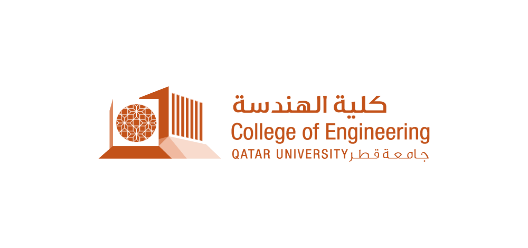 كلية الهندسة
College of Engineering
QATAR UNIVERSITY جامعة قطر